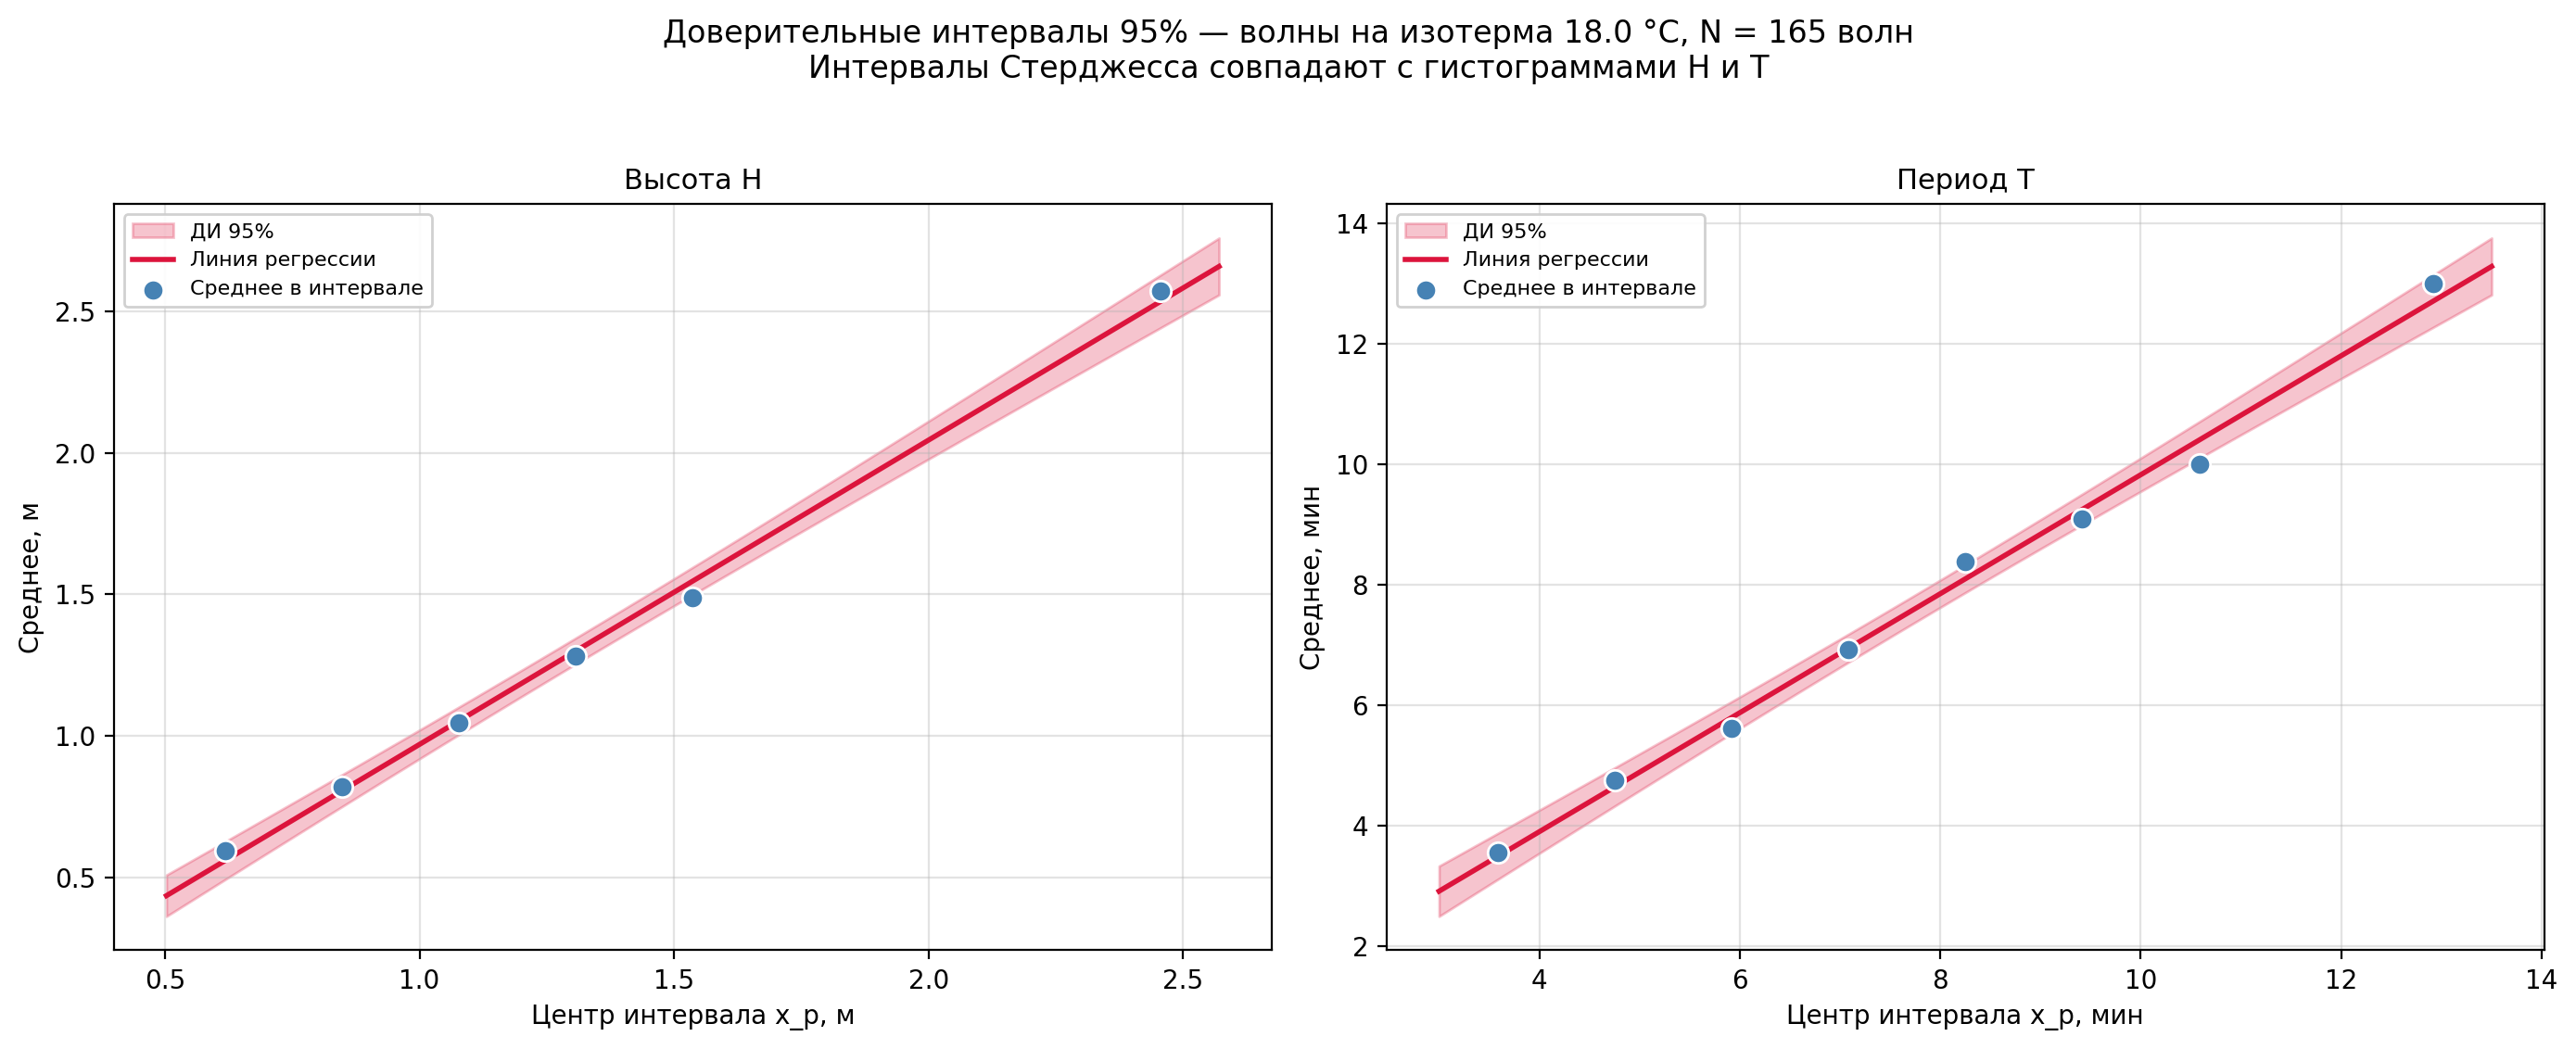 Доверительные интервалы 95% — волны на изотерма 18.0 °C, N = 165 волн
Интервалы Стерджесса совпадают с гистограммами H и T
Высота H
ДИ 95%
Линия регрессии
Среднее в интервале
Среднее, м
2.5
2.0
1.5
1.0
0.5
0.5
1.0
1.5
2.0
2.5
Центр интервала x_p, м
Период T
ДИ 95%
Линия регрессии
Среднее в интервале
Среднее, мин
14
12
10
8
6
4
2
4
6
8
10
12
14
Центр интервала x_p, мин